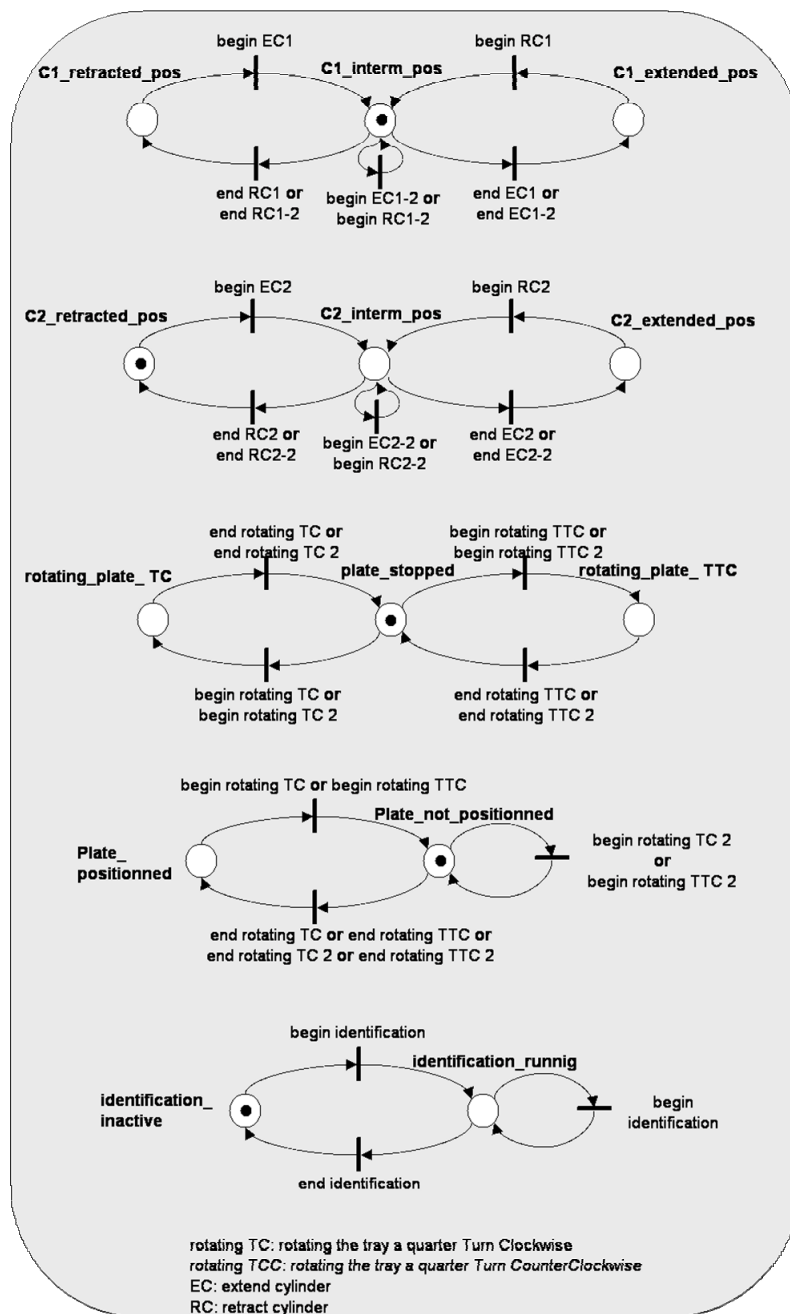 begin EC1
begin RC1
C1_retracted_pos
C1_interm_pos
C1_extended_pos
end RC1 or
end RC1-2
begin EC1-2 or
begin RC1-2
end EC1 or
end EC1-2
begin EC2
begin RC2
C2_retracted_pos
C2_interm_pos
C2_extended_pos
end RC2 or
end RC2-2
begin EC2-2 or
begin RC2-2
end EC2 or
end EC2-2
end rotating TC or
end rotating TC 2
begin rotating TTC or
begin rotating TTC 2
rotating_plate_ TC
plate_stopped
rotating_plate_ TTC
begin rotating TC or
begin rotating TC 2
end rotating TTC or
end rotating TTC 2
begin rotating TC or begin rotating TTC
Plate_not_positionned
Plate_
positionned
begin rotating TC 2
or
begin rotating TTC 2
end rotating TC or end rotating TTC or
end rotating TC 2 or end rotating TTC 2
begin identification
identification_runnig
identification_
inactive
begin
identification
end identification
rotating TC: rotating the tray a quarter Turn Clockwise
rotating TCC: rotating the tray a quarter Turn CounterClockwise
EC: extend cylinder
RC: retract cylinder